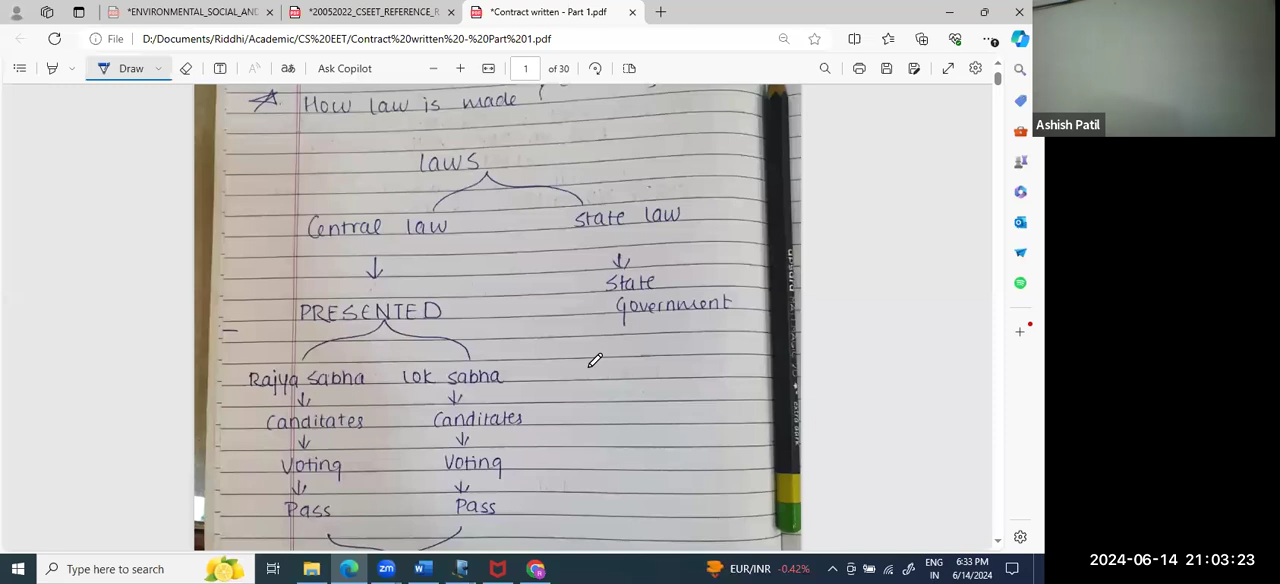 *ENVIRONMENTAL_SOCIAL_AN
*20052022_CSEET_REFERENCE_R
*Contract written - Part 1.pdf
File D:/Documents/Riddhi/Academic/CS%20EET/Contract%20written%20-%20Part%201.pdf
Draw
Ask Copilot
1 of 30
Ashish Patil
How law is made
Laws
Central law State law
State
Government
PRESENTED
Rajya sabha lok sabha
Canditates Canditates
Voting Voting
Pass Pass
Type here to search
EUR/INR -0.42%
ENG
IN
6:33 PM
6/14/2024
2024-06-14 21:03:23